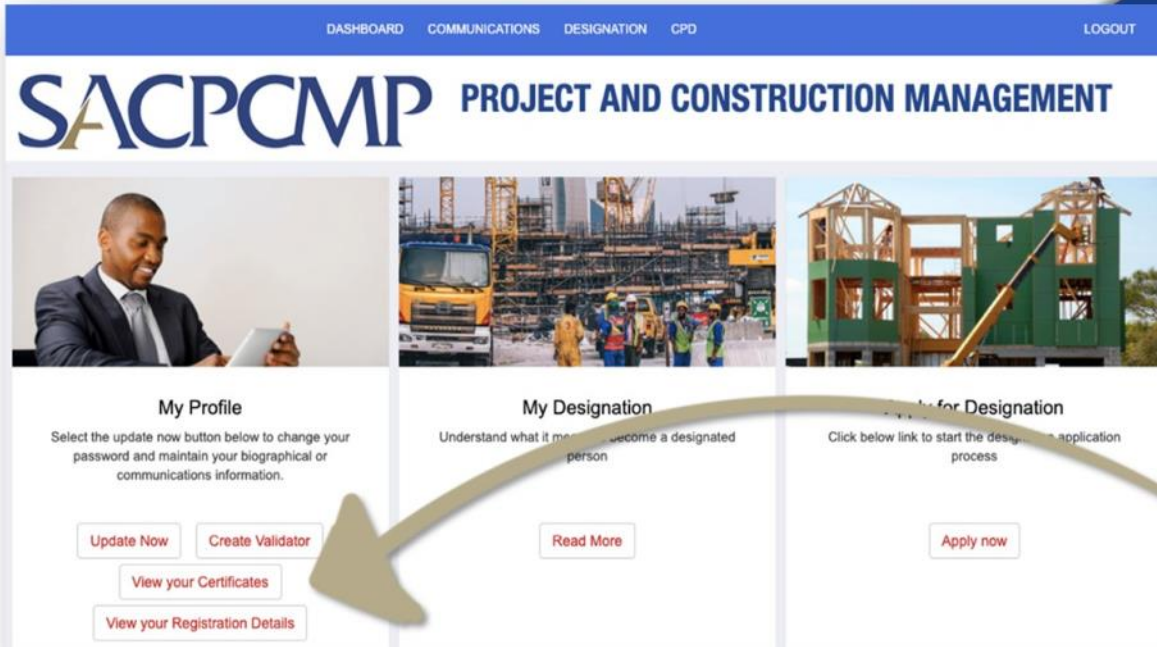 DASHBOARD COMMUNICATIONS DESIGNATION CPD LOGOUT
SACPCMP PROJECT AND CONSTRUCTION MANAGEMENT
My Profile
Select the update now button below to change your
password and maintain your biographical or
communications information.
Update Now Create Validator
View your Certificates
View your Registration Details
My Designation
Understand what it become a designated
person
Read More
for Designation
Click below link to start the application
process
Apply now